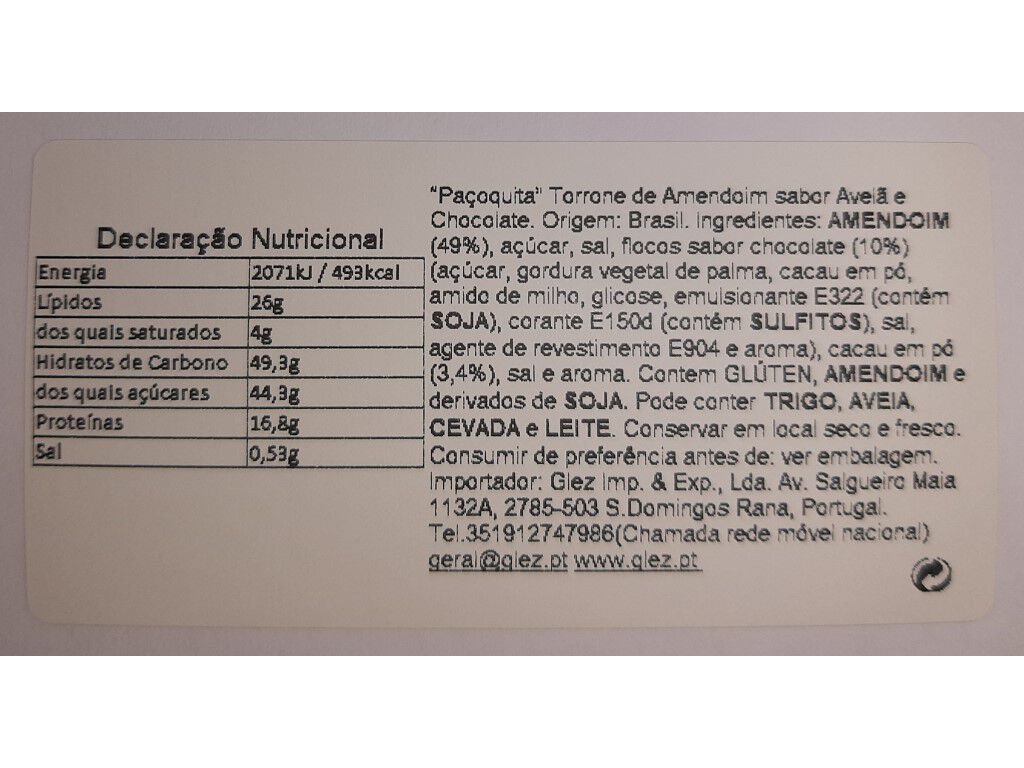 Declaração Nutricional
Energia 2071kJ / 493kcal
Lípidos 26g
dos quais saturados 4g
Hidratos de Carbono 49,3g
dos quais açúcares 44,3g
Proteínas 16,8g
Sal 0,53g
"Paçoquita" Torrone de Amendoim sabor Avelã e
Chocolate. Origem: Brasil. Ingredientes: AMENDOIM
(49%), açúcar, sal, flocos sabor chocolate (10%)
(açúcar, gordura vegetal de palma, cacau em pó,
amido de milho, glicose, emulsionante E322 (contém
SOJA), corante E150d (contém SULFITOS), sal,
agente de revestimento E904 e aroma), cacau em pó
(3,4%), sal e aroma. Contem GLÚTEN, AMENDOIM e
derivados de SOJA. Pode conter TRIGO, AVEIA,
CEVADA e LEITE. Conservar em local seco e fresco.
Consumir de preferência antes de: ver embalagem.
Importador: Glez Imp. & Exp., Lda. Av. Salgueiro Maia
1132A, 2785-503 S.Domingos Rana, Portugal.
Tel.351912747986(Chamada rede móvel nacional)
geral@glez.pt www.glez.pt